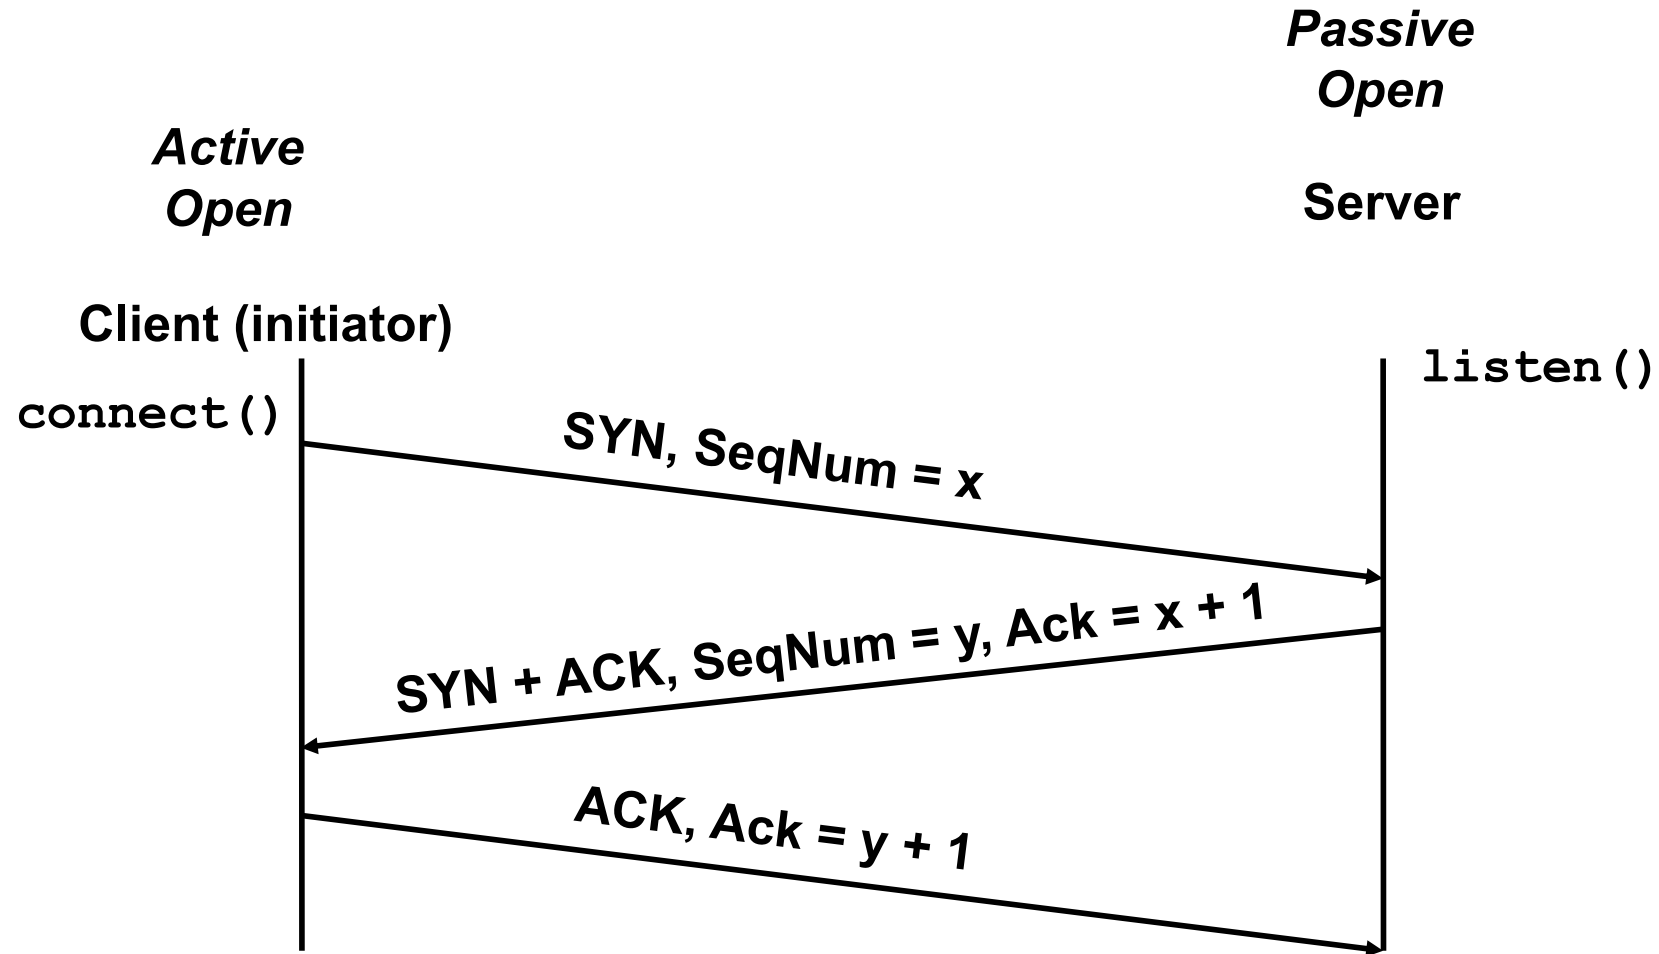 Passive
Open
Active
Open
Server
Client (initiator)
listen()
connect()
SYN, SeqNum = x
SYN + ACK, SeqNum = y, Ack = x + 1
ACK, Ack = y + 1